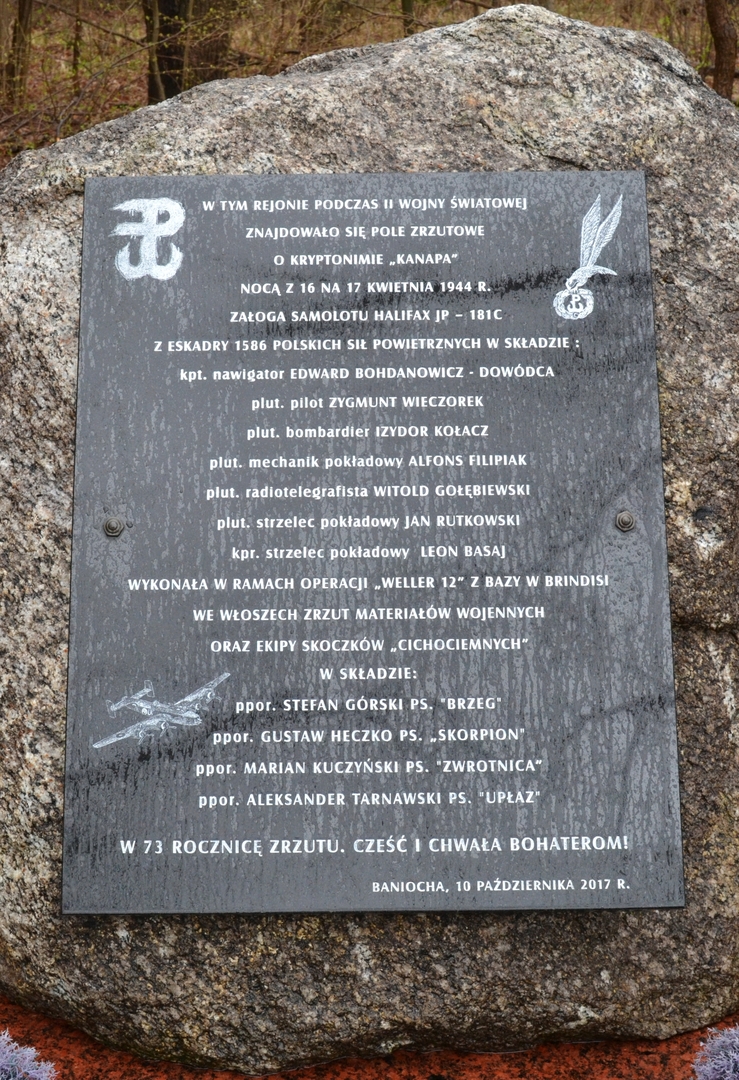 W TYM REJONIE PODCZAS II WOJNY ŚWIATOWEJ
ZNAJDOWAŁO SIĘ POLE ZRZUTOWE
O KRYPTONIMIE „KANAPA"
NOCĄ Z 16 NA 17 KWIETNIA 1944 R.
ZAŁOGA SAMOLOTU HALIFAX JP – 181C
Z ESKADRY 1586 POLSKICH SIŁ POWIETRZNYCH W SKŁADZIE :
kpt. nawigator EDWARD BOHDANOWICZ - DOWÓDCA
plut. pilot ZYGMUNT WIECZOREK
plut. bombardier IZYDOR KOŁACZ
plut. mechanik pokładowy ALFONS FILIPIAK
plut. radiotelegrafista WITOLD GOŁĘBIEWSKI
plut. strzelec pokładowy JAN RUTKOWSKI
kpr. strzelec pokładowy LEON BASAJ
WYKONAŁA W RAMACH OPERACJI „WELLER 12" Z BAZY W BRINDISI
WE WŁOSZECH ZRZUT MATERIAŁÓW WOJENNYCH
ORAZ EKIPY SKOCZKÓW „CICHOCIEMNYCH"
W SKŁADZIE:
ppor. STEFAN GÓRSKI PS. "BRZEG"
ppor. GUSTAW HECZKO PS. „SKORPION"
ppor. MARIAN KUCZYŃSKI PS. "ZWROTNICA"
ppor. ALEKSANDER TARNAWSKI PS. "UPŁAZ"
W 73 ROCZNICĘ ZRZUTU. CZEŚĆ I CHWAŁA BOHATEROM!
BANIOCHA, 10 PAŹDZIERNIKA 2017 R.